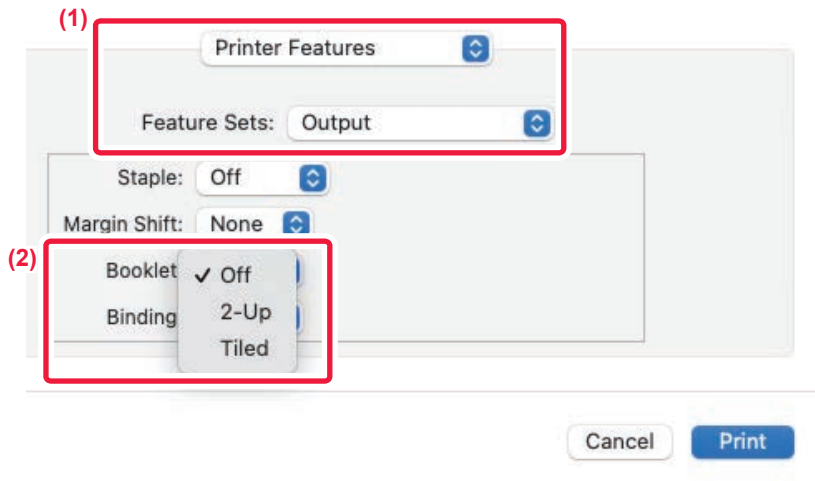 (1)
Printer Features
Feature Sets: Output
Staple: Off
Margin Shift: None
(2)
Booklet ✓ Off
Binding 2-Up
Tiled
Cancel Print